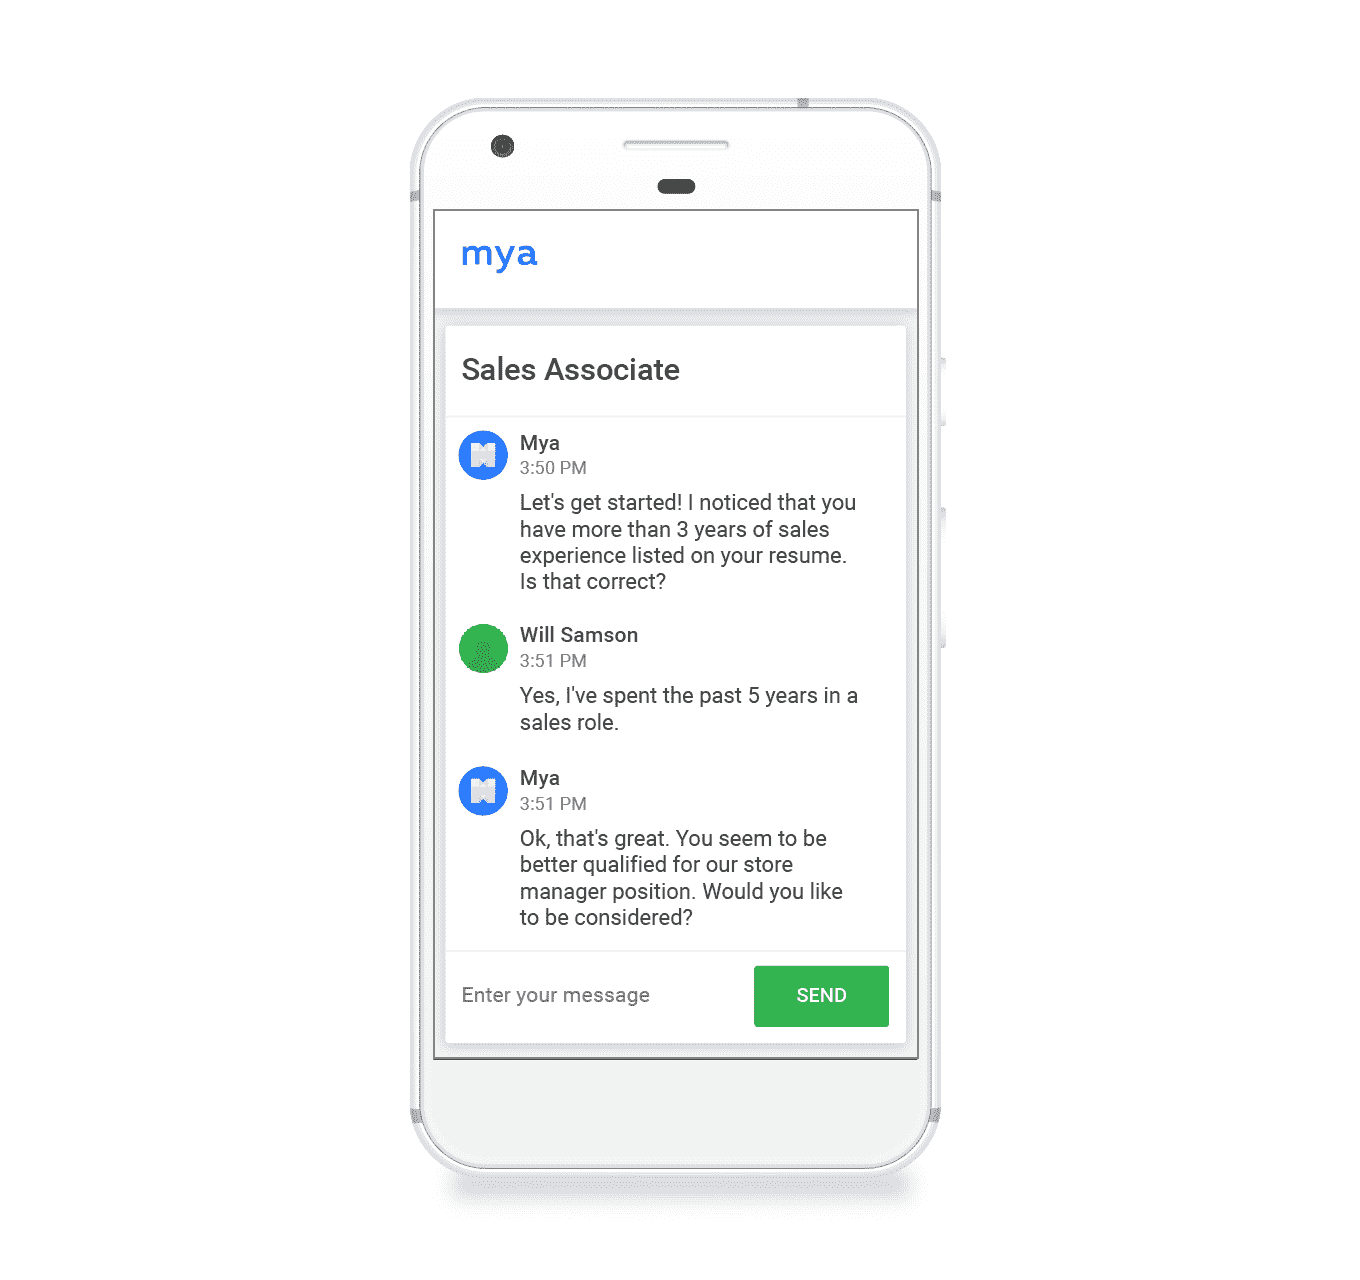 mya
Sales Associate
Mya
3:50 PM
Let's get started! I noticed that you
have more than 3 years of sales
experience listed on your resume.
Is that correct?
Will Samson
3:51 PM
Yes, I've spent the past 5 years in a
sales role.
Mya
3:51 PM
Ok, that's great. You seem to be
better qualified for our store
manager position. Would you like
to be considered?
Enter your message
SEND